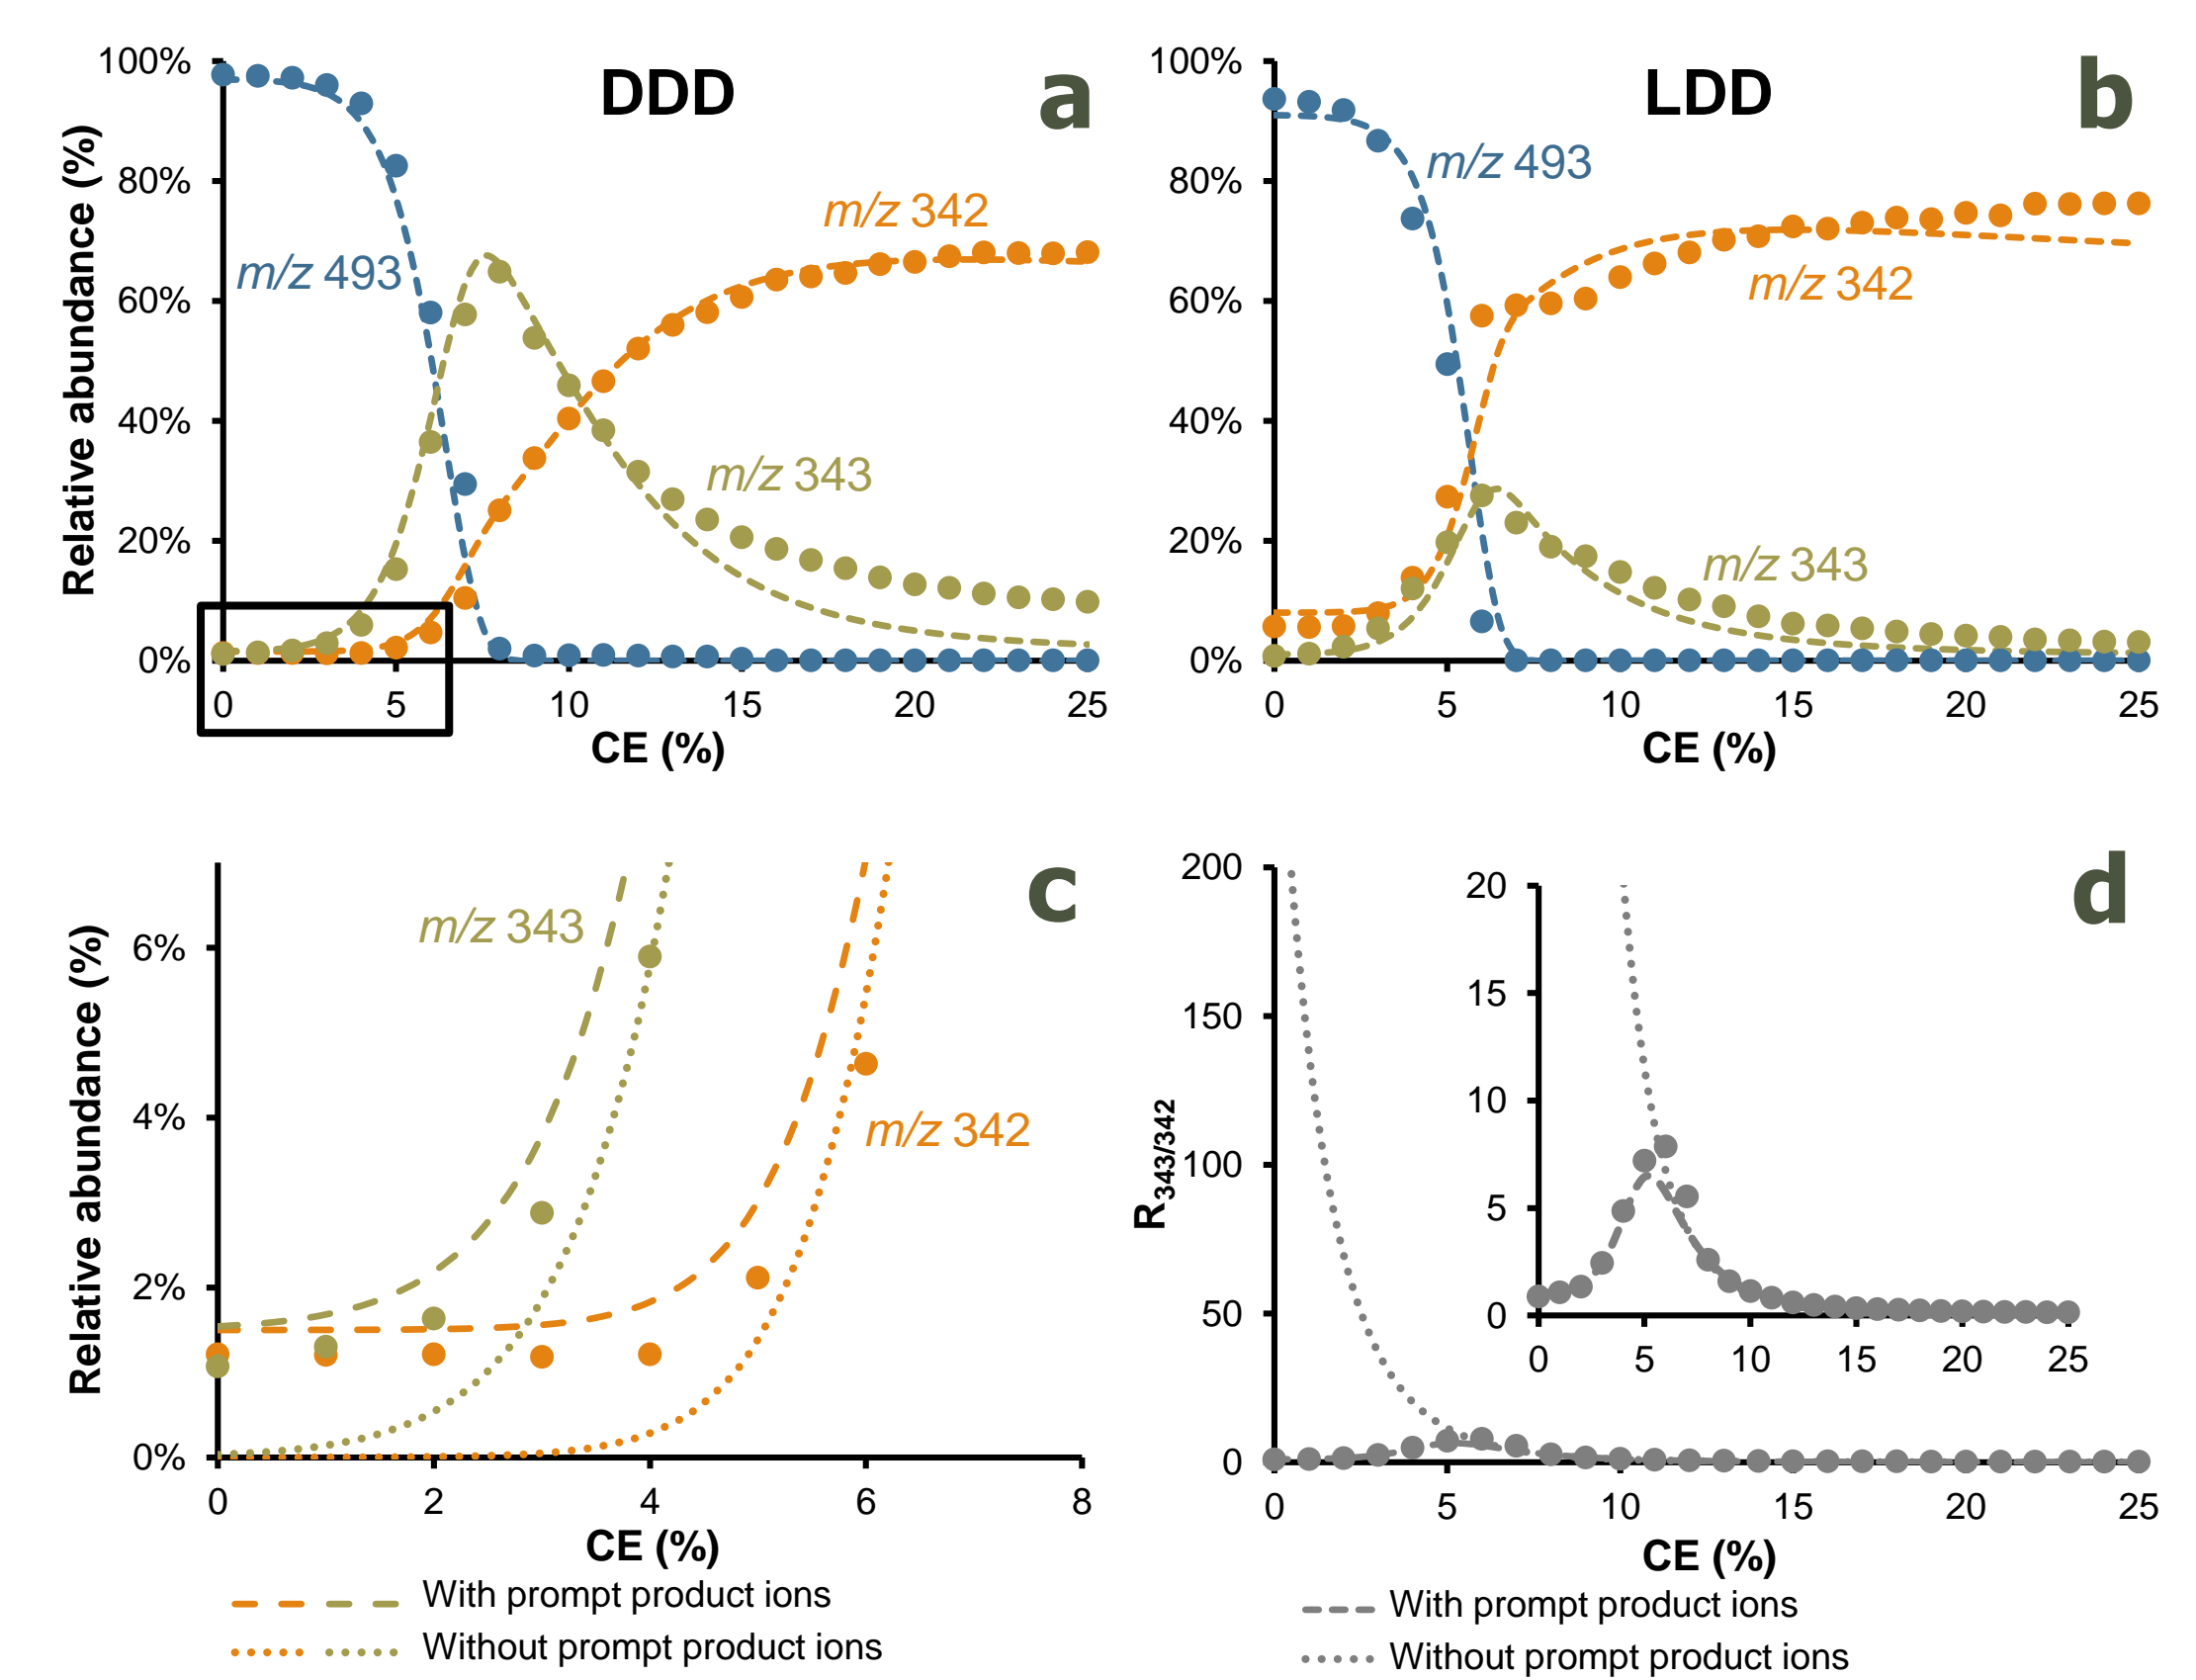 DDD
a
Relative abundance (%)
100%
80%
60%
40%
20%
0%
m/z 493
m/z 342
m/z 343
0 5 10 15 20 25
CE (%)
LDD
b
100%
80%
60%
40%
20%
0%
m/z 493
m/z 342
m/z 343
0 5 10 15 20 25
CE (%)
c
Relative abundance (%)
6%
4%
2%
0%
m/z 343
m/z 342
0 2 4 6 8
CE (%)
With prompt product ions
Without prompt product ions
d
R343/342
200
150
100
50
0
20
15
10
5
0
0 5 10 15 20 25
0 5 10 15 20 25
CE (%)
With prompt product ions
Without prompt product ions